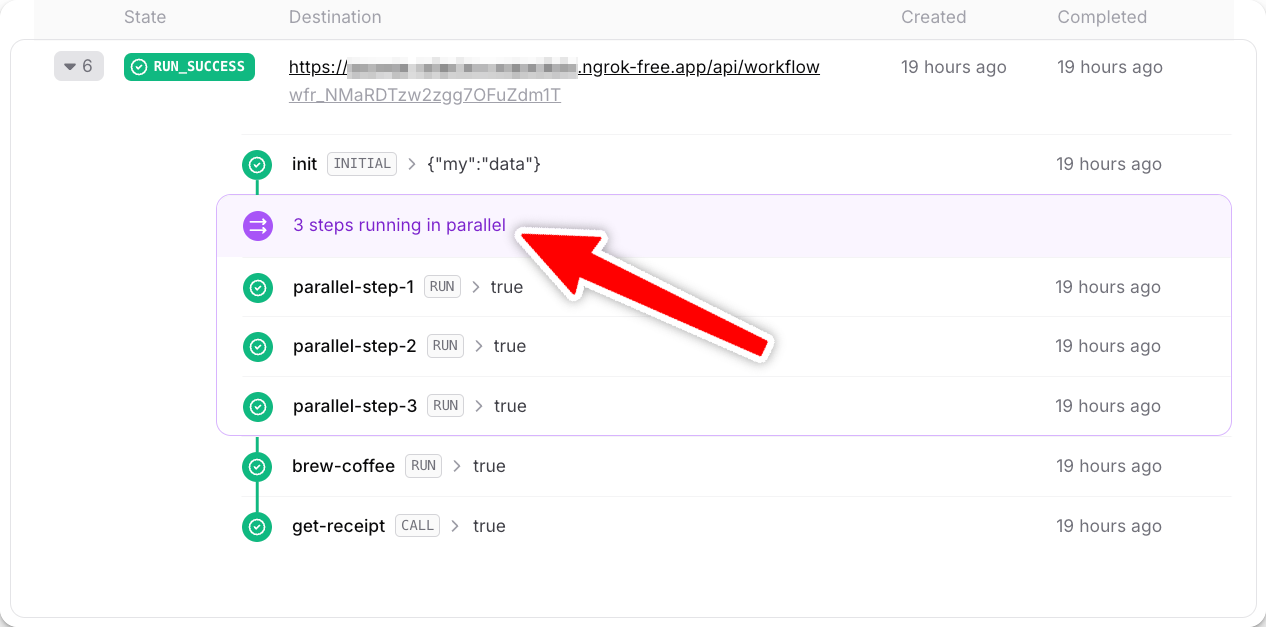 State Destination Created Completed
6 RUN_SUCCESS https:// .ngrok-free.app/api/workflow 19 hours ago 19 hours ago
wfr_NMaRDTzw2zgg7OFuZdm1T
init INITIAL > {"my":"data"} 19 hours ago
3 steps running in parallel
parallel-step-1 RUN > true 19 hours ago
parallel-step-2 RUN > true 19 hours ago
parallel-step-3 RUN > true 19 hours ago
brew-coffee RUN > true 19 hours ago
get-receipt CALL > true 19 hours ago